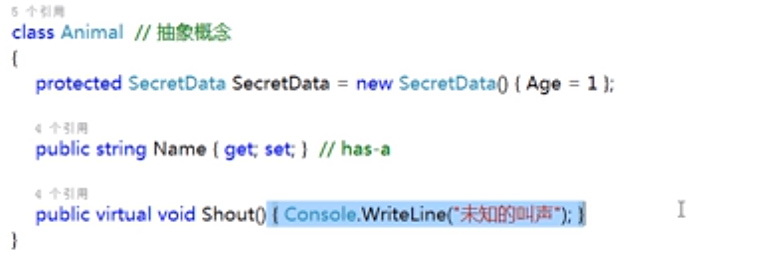 5 个引用
class Animal // 抽象概念
{
protected SecretData SecretData = new SecretData() { Age = 1 };
4 个引用
public string Name { get; set; } // has-a
4 个引用
public virtual void Shout() { Console.WriteLine("未知的叫声"); }
}